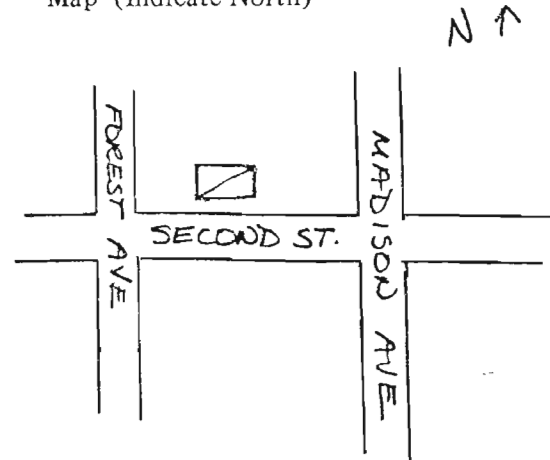 Map (Indicate North)
N ↑
FOREST AVE
SECOND ST.
MADISON AVE